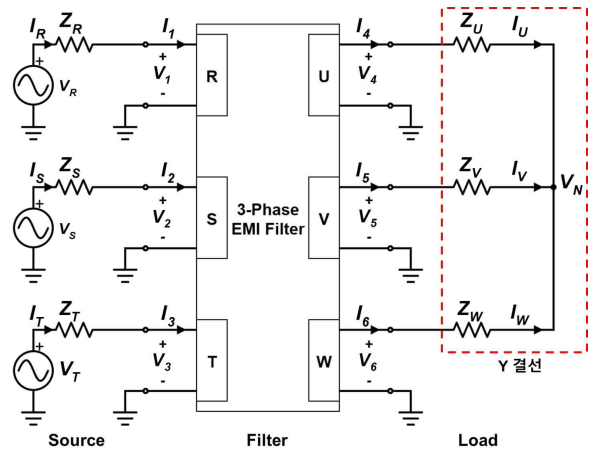 I_R Z_R I_1 I_4 Z_U I_U
+ + +
V_R V_1 R U V_4
- -
I_S Z_S I_2 I_5 Z_V I_V
+ + +
V_S V_2 S 3-Phase EMI Filter V V_5 V_N
- -
I_T Z_T I_3 I_6 Z_W I_W
+ + +
V_T V_3 T W V_6
- -
Y 결선
Source Filter Load